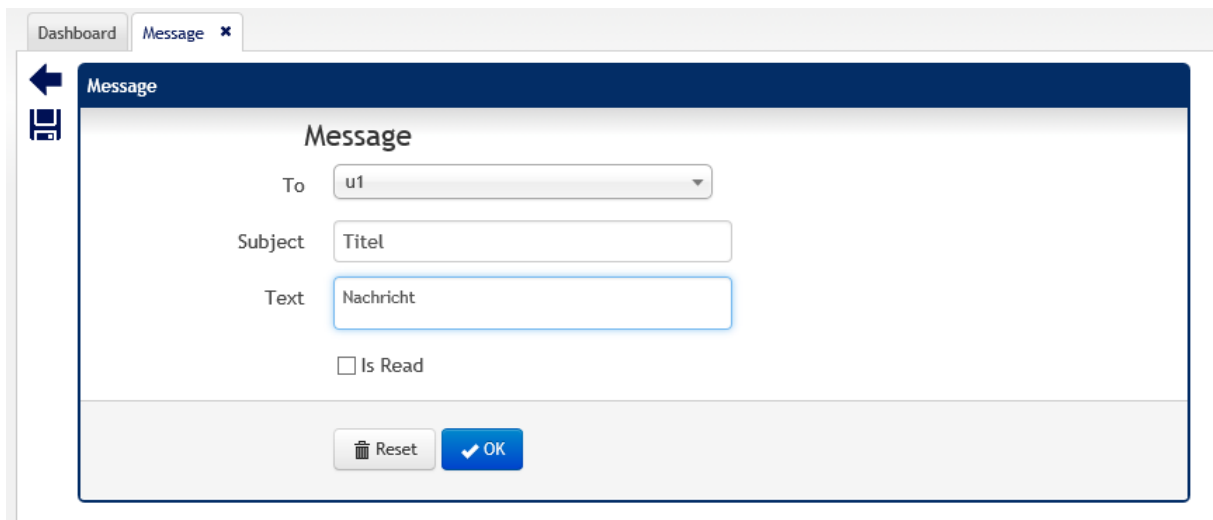 Dashboard Message
Message
Message
To u1
Subject Titel
Text Nachricht
Is Read
Reset OK